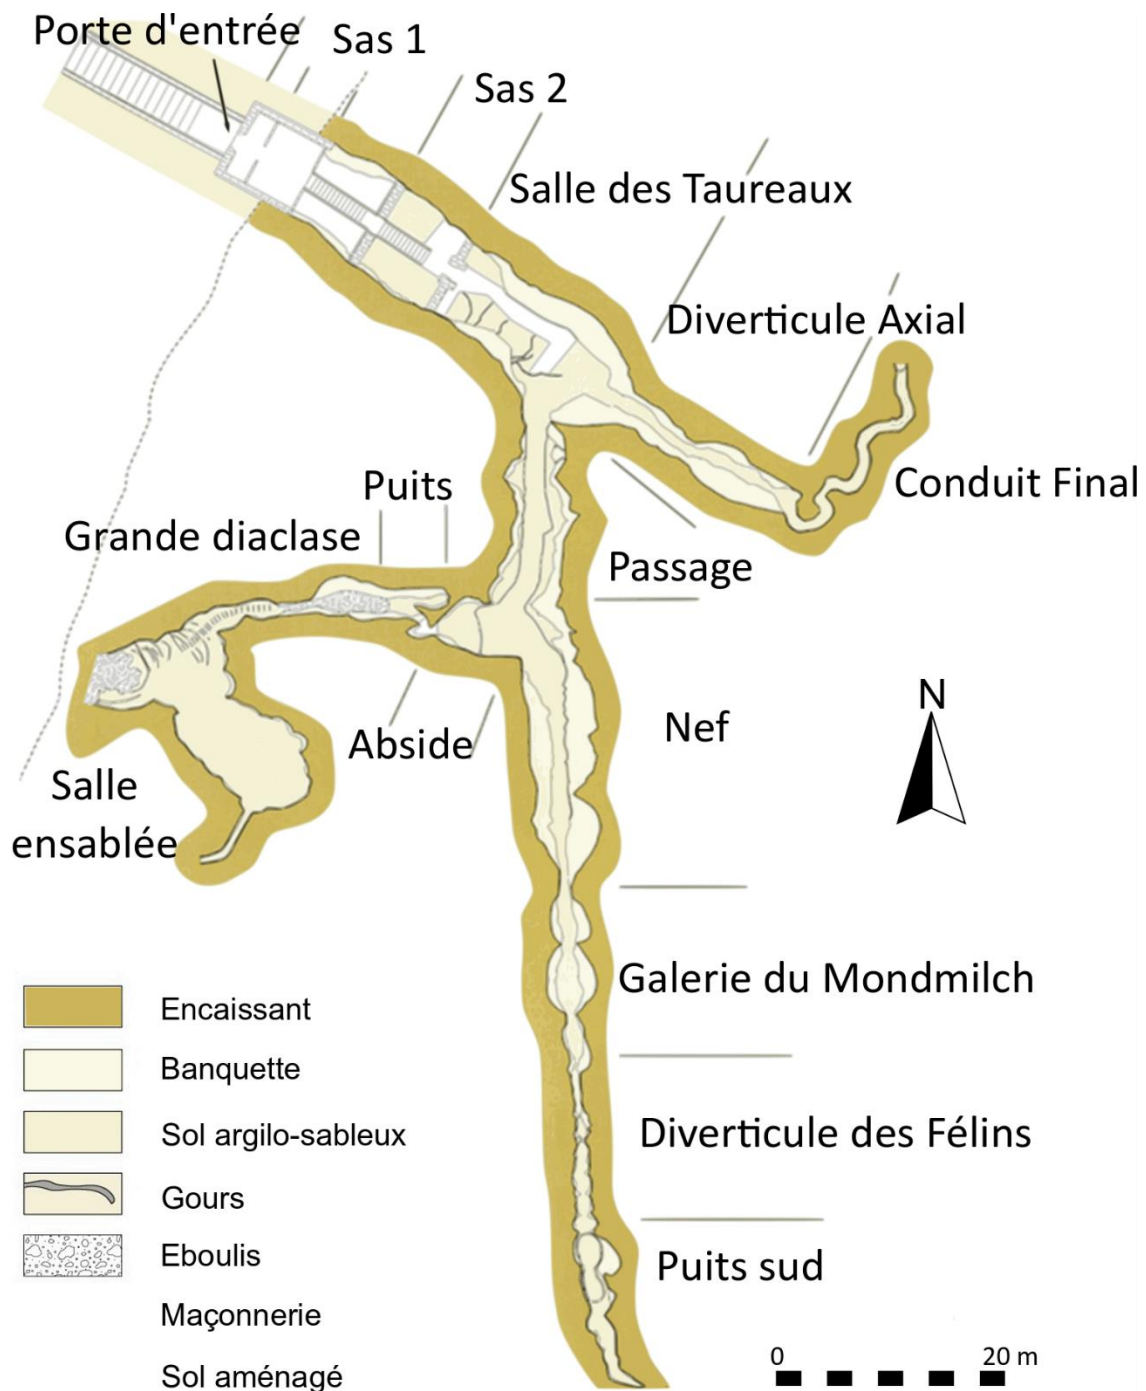 Porte d'entrée
Sas 1
Sas 2
Salle des Taureaux
Diverticule Axial
Conduit Final
Puits
Grande diaclase
Passage
Abside
Nef
N
Salle
ensablée
Galerie du Mondmilch
Diverticule des Félins
Puits sud
Encaissant
Banquette
Sol argilo-sableux
Gours
Eboulis
Maçonnerie
Sol aménagé
0 20 m